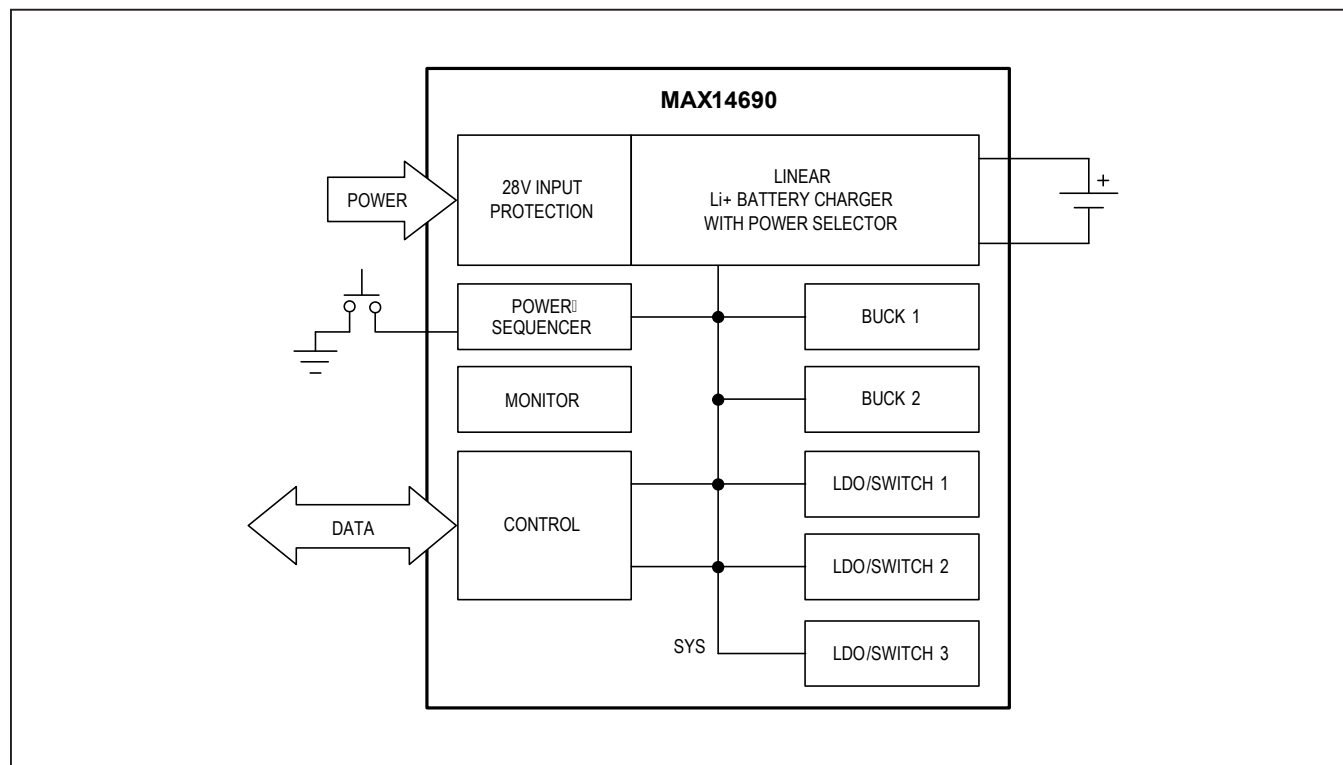 MAX14690
POWER
28V INPUT
PROTECTION
LINEAR
Li+ BATTERY CHARGER
WITH POWER SELECTOR
+
POWER
SEQUENCER
BUCK 1
MONITOR
BUCK 2
DATA
CONTROL
LDO/SWITCH 1
LDO/SWITCH 2
SYS
LDO/SWITCH 3